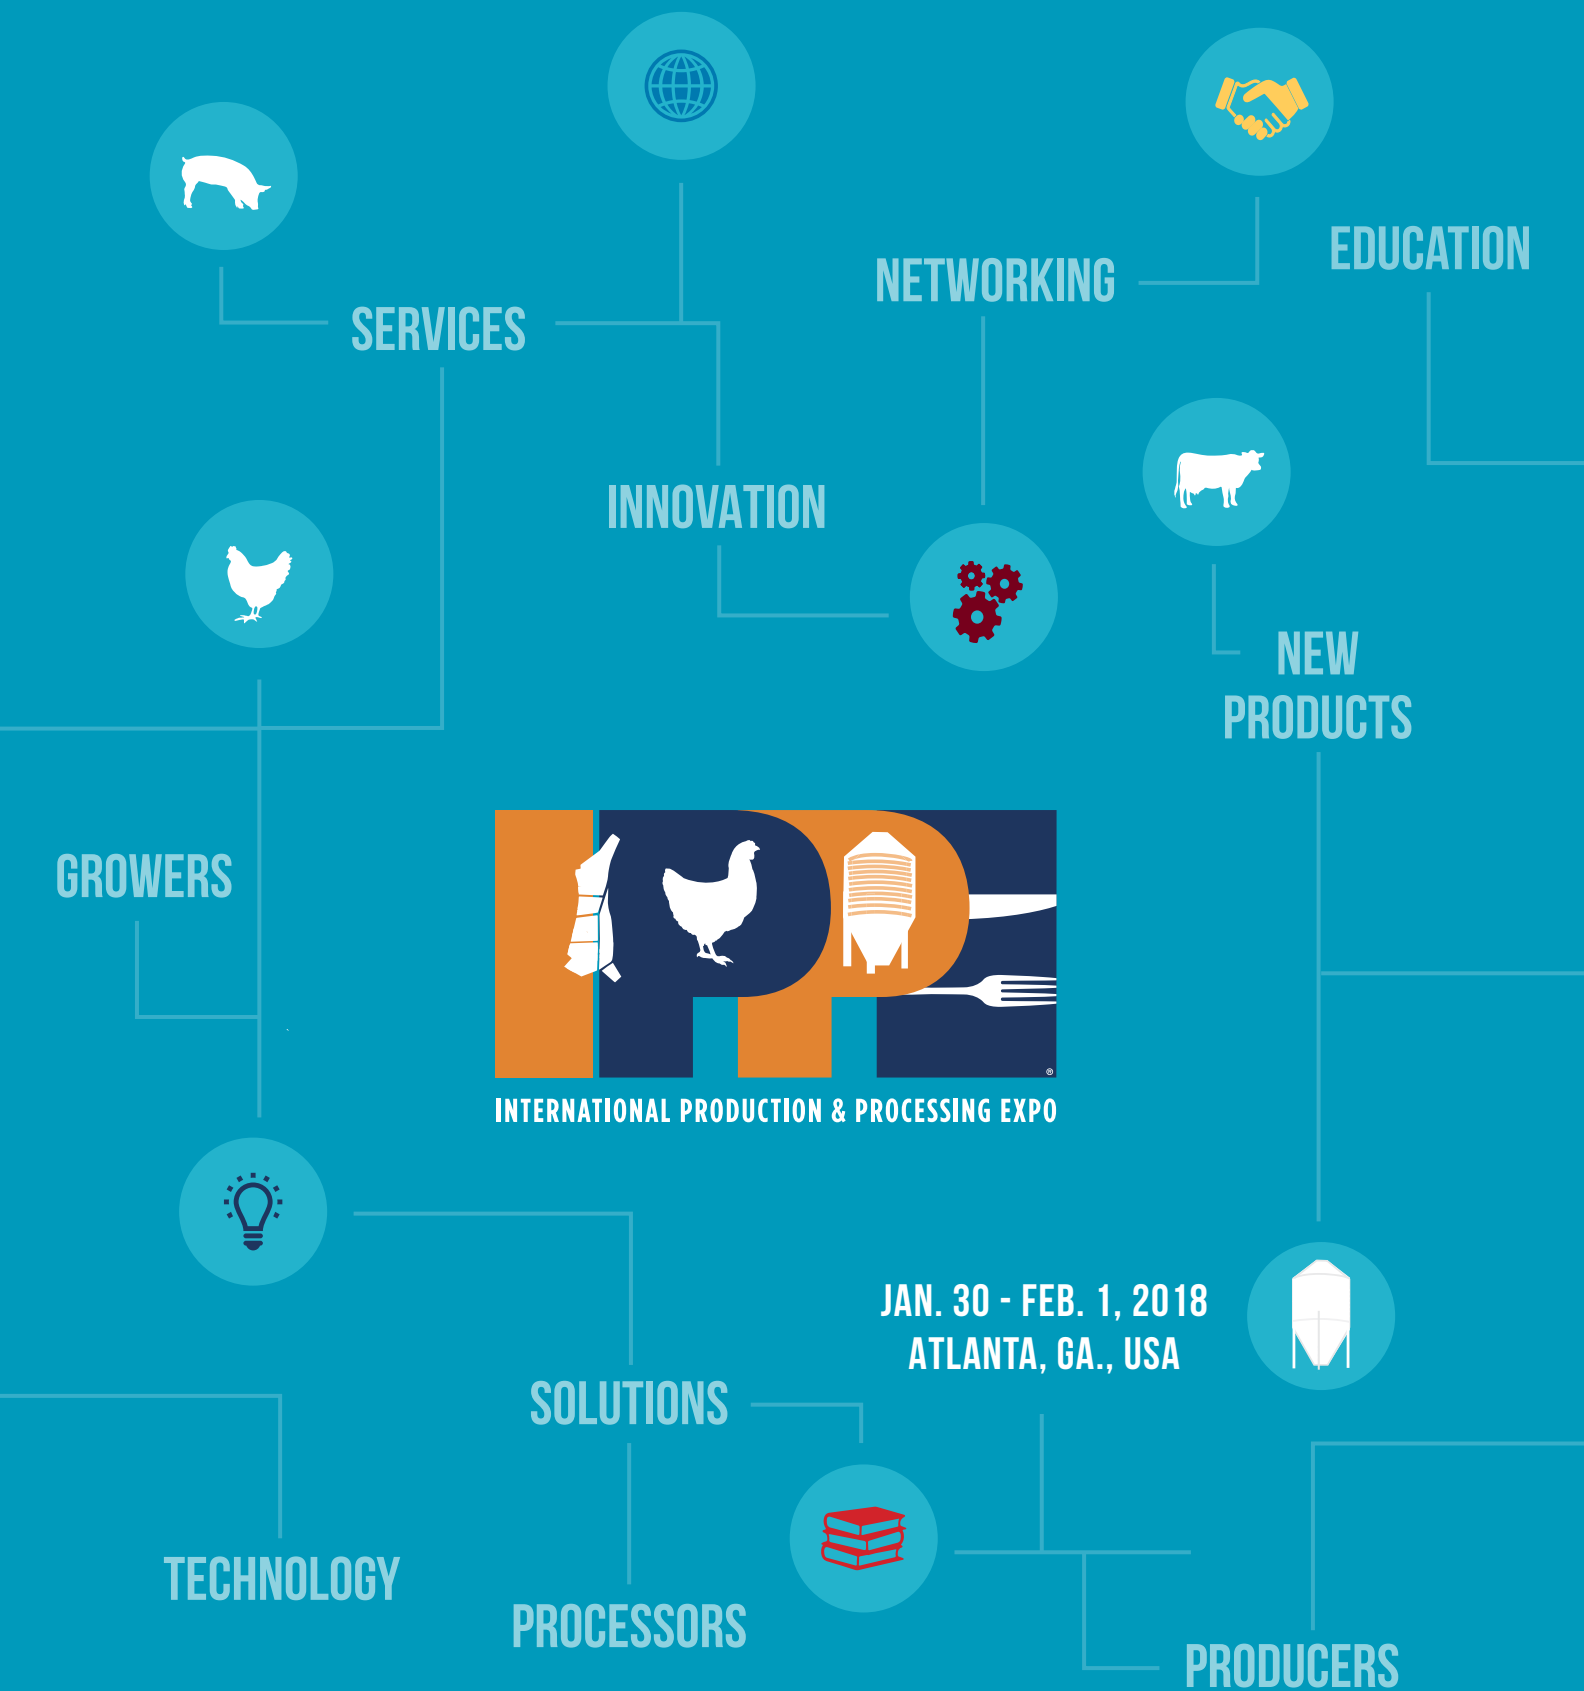 EDUCATION
NETWORKING
SERVICES
INNOVATION
NEW
PRODUCTS
GROWERS
IPPE
®
INTERNATIONAL PRODUCTION & PROCESSING EXPO
JAN. 30 - FEB. 1, 2018
ATLANTA, GA., USA
SOLUTIONS
TECHNOLOGY
PROCESSORS
PRODUCERS